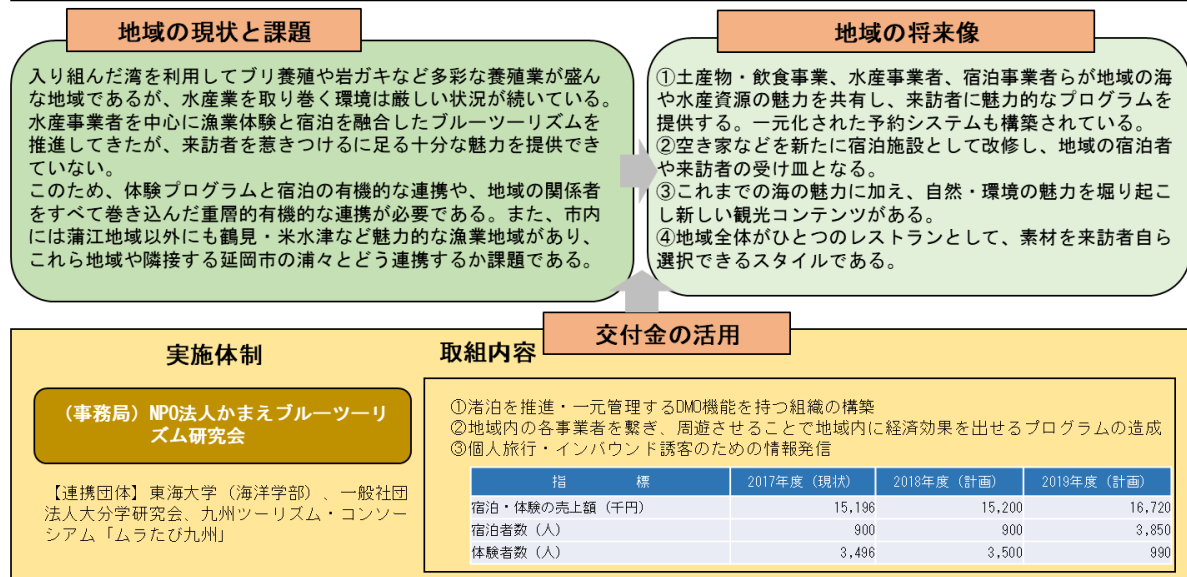 地域の現状と課題
入り組んだ湾を利用してブリ養殖や岩ガキなど多彩な養殖業が盛ん
な地域であるが、水産業を取り巻く環境は厳しい状況が続いている。
水産事業者を中心に漁業体験と宿泊を融合したブルーツーリズムを
推進してきたが、来訪者を惹きつけるに足る十分な魅力を提供でき
ていない。
このため、体験プログラムと宿泊の有機的な連携や、地域の関係者
をすべて巻き込んだ重層的有機的な連携が必要である。また、市内
には蒲江地域以外にも鶴見・米水津など魅力的な漁業地域があり、
これら地域や隣接する延岡市の浦々とどう連携するか課題である。
地域の将来像
①土産物・飲食事業、水産事業者、宿泊事業者らが地域の海
や水産資源の魅力を共有し、来訪者に魅力的なプログラムを
提供する。一元化された予約システムも構築されている。
②空き家などを新たに宿泊施設として改修し、地域の宿泊者
や来訪者の受け皿となる。
③これまでの海の魅力に加え、自然・環境の魅力を掘り起こ
し新しい観光コンテンツがある。
④地域全体がひとつのレストランとして、素材を来訪者自ら
選択できるスタイルである。
交付金の活用
実施体制
(事務局)NPO法人かまえブルーツーリ
ズム研究会
【連携団体】東海大学(海洋学部)、一般社団
法人大分学研究会、九州ツーリズム・コンソー
シアム「ムラたび九州」
取組内容
①渚泊を推進・一元管理するDMO機能を持つ組織の構築
②地域内の各事業者を繋ぎ、周遊させることで地域内に経済効果を出せるプログラムの造成
③個人旅行・インバウンド誘客のための情報発信
指 標 2017年度(現状) 2018年度(計画) 2019年度(計画)
宿泊・体験の売上額(千円) 15,196 15,200 16,720
宿泊者数(人) 900 900 3,850
体験者数(人) 3,496 3,500 990